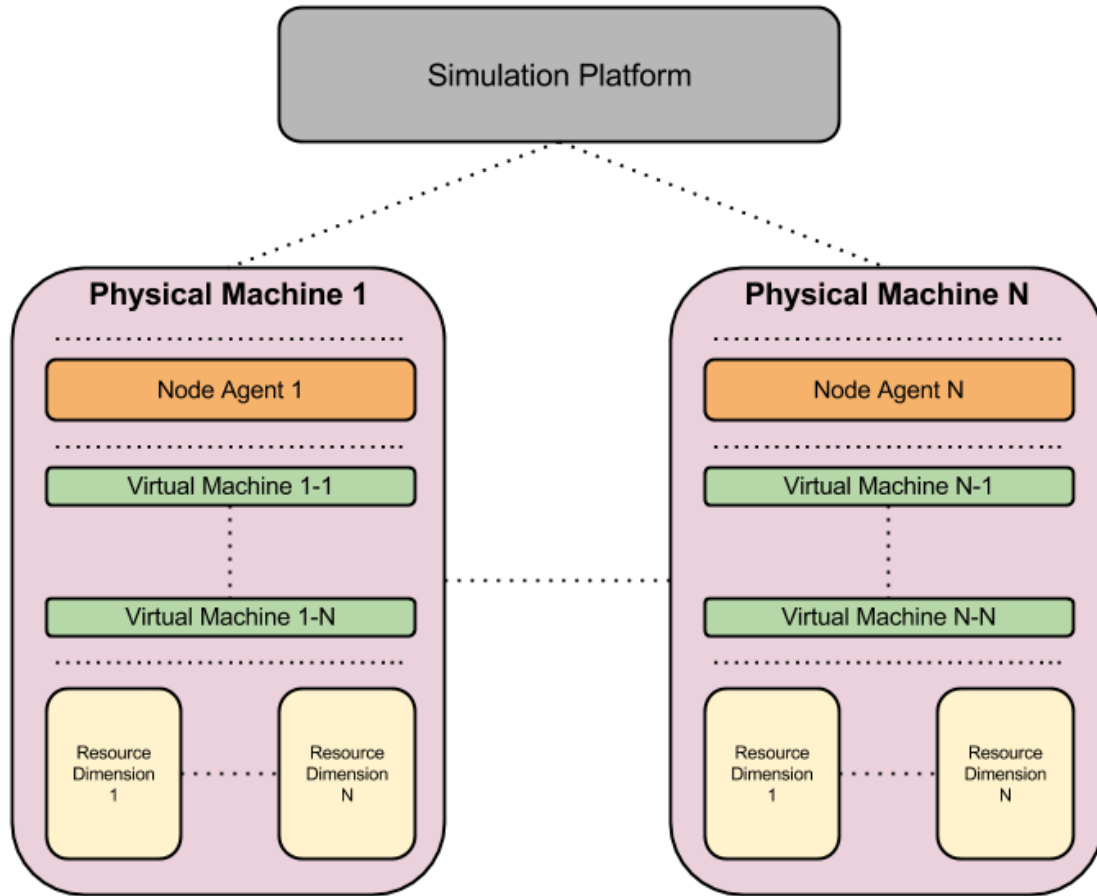 Simulation Platform
Physical Machine 1
Node Agent 1
Virtual Machine 1-1
Virtual Machine 1-N
Resource
Dimension
1
Resource
Dimension
N
Physical Machine N
Node Agent N
Virtual Machine N-1
Virtual Machine N-N
Resource
Dimension
1
Resource
Dimension
N